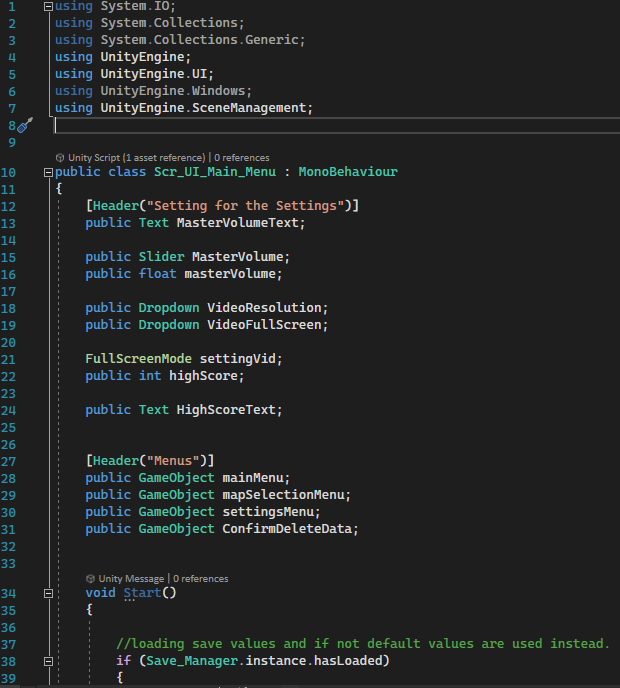 1 using System.IO;
2 using System.Collections;
3 using System.Collections.Generic;
4 using UnityEngine;
5 using UnityEngine.UI;
6 using UnityEngine.Windows;
7 using UnityEngine.SceneManagement;
8
9
Unity Script (1 asset reference) | 0 references
10 public class Scr_UI_Main_Menu : MonoBehaviour
11 {
12 [Header("Setting for the Settings")]
13 public Text MasterVolumeText;
14
15 public Slider MasterVolume;
16 public float masterVolume;
17
18 public Dropdown VideoResolution;
19 public Dropdown VideoFullScreen;
20
21 FullScreenMode settingVid;
22 public int highScore;
23
24 public Text HighScoreText;
25
26
27 [Header("Menus")]
28 public GameObject mainMenu;
29 public GameObject mapSelectionMenu;
30 public GameObject settingsMenu;
31 public GameObject ConfirmDeleteData;
32
33
Unity Message | 0 references
34 void Start()
35 {
36
37 //loading save values and if not default values are used instead.
38 if (Save_Manager.instance.hasLoaded)
39 {